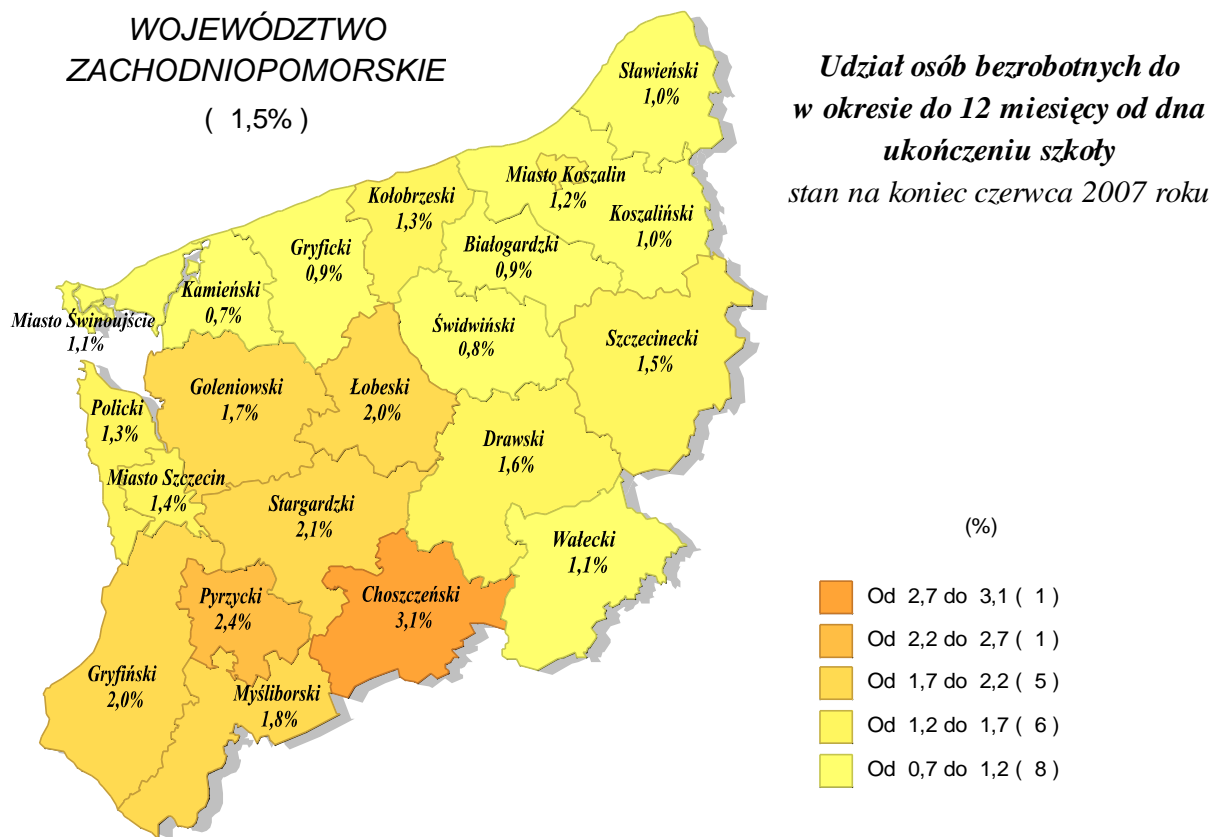 WOJEWÓDZTWO
ZACHODNIOPOMORSKIE
( 1,5% )
Udział osób bezrobotnych do
w okresie do 12 miesięcy od dna
ukończeniu szkoły
stan na koniec czerwca 2007 roku
Sławieński
1,0%
Miasto Koszalin
1,2%
Koszaliński
1,0%
Kołobrzeski
1,3%
Białogardzki
0,9%
Gryficki
0,9%
Kamieński
0,7%
Miasto Świnoujście
1,1%
Świdwiński
0,8%
Szczecinecki
1,5%
Goleniowski
1,7%
Łobeski
2,0%
Policki
1,3%
Drawski
1,6%
Miasto Szczecin
1,4%
Stargardzki
2,1%
Wałecki
1,1%
Pyrzycki
2,4%
Choszczeński
3,1%
Gryfiński
2,0%
Myśliborski
1,8%
(%)
Od 2,7 do 3,1 ( 1 )
Od 2,2 do 2,7 ( 1 )
Od 1,7 do 2,2 ( 5 )
Od 1,2 do 1,7 ( 6 )
Od 0,7 do 1,2 ( 8 )